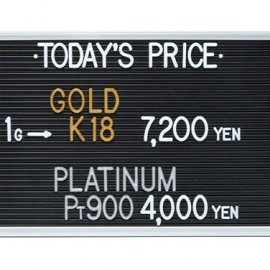 ·TODAY'S PRICE·
GOLD
1G→ K18 7,200 YEN
PLATINUM
PT900 4,000 YEN